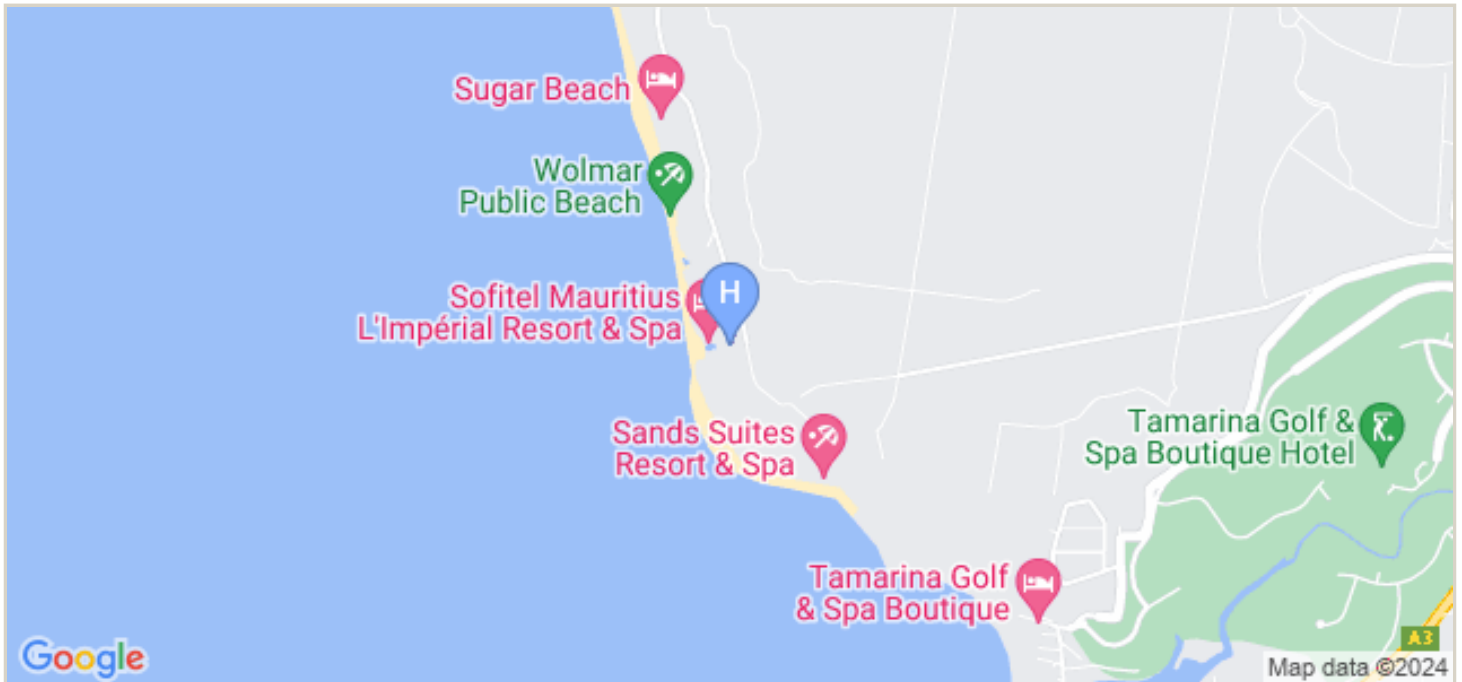 Sugar Beach
Wolmar
Public Beach
H
Sofitel Mauritius
L'Impérial Resort & Spa
Sands Suites
Resort & Spa
Tamarina Golf &
Spa Boutique Hotel
Tamarina Golf
& Spa Boutique
A3
Google
Map data ©2024